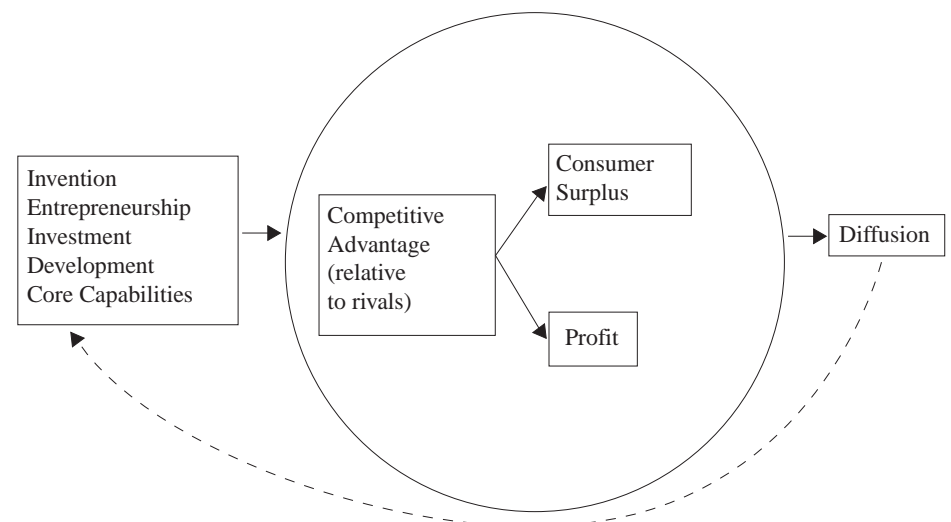 Invention
Entrepreneurship
Investment
Development
Core Capabilities
Competitive
Advantage
(relative
to rivals)
Consumer
Surplus
Profit
Diffusion